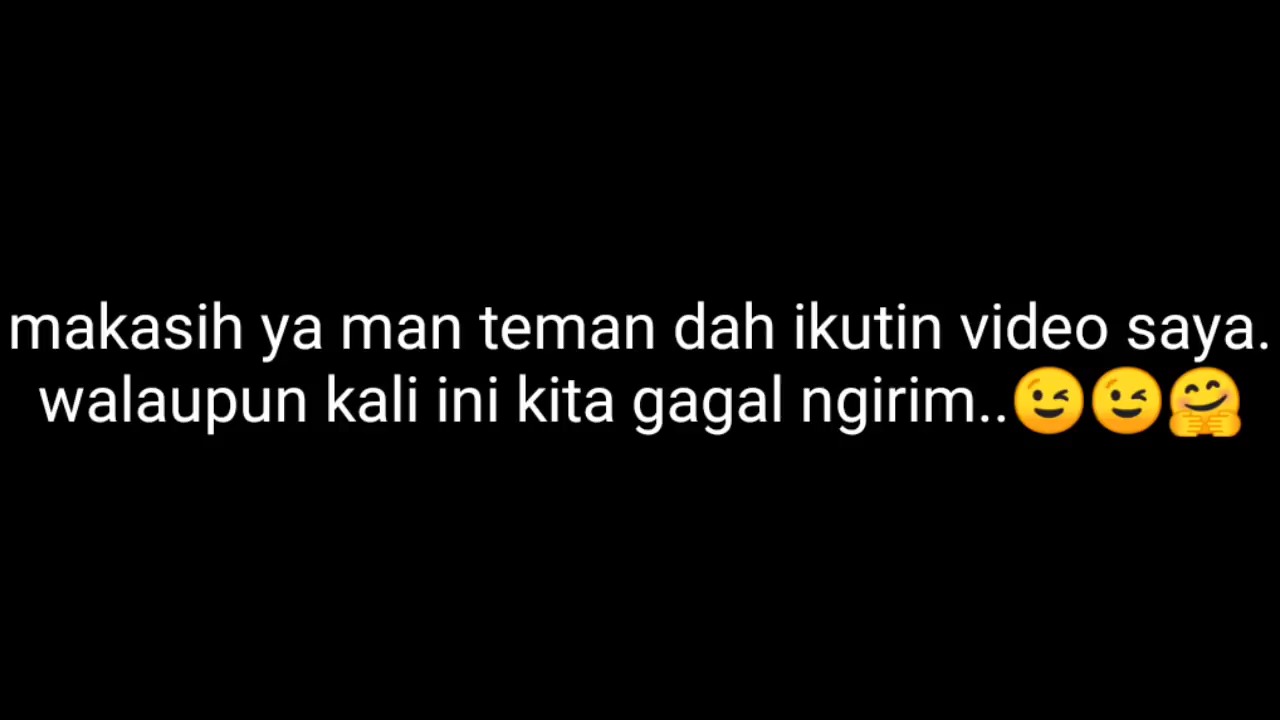 makasih ya man teman dah ikutin video saya.
walaupun kali ini kita gagal ngirim..😉😉🤗